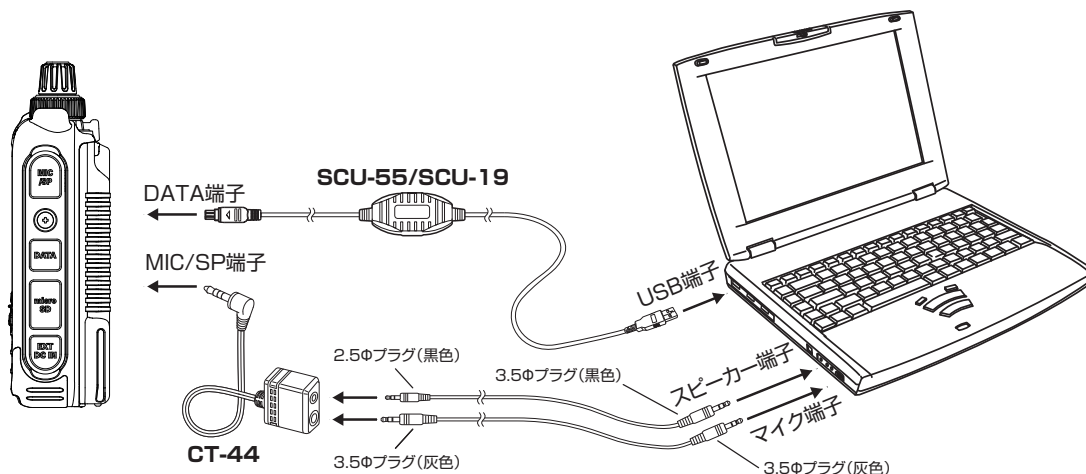 MIC
/SP
DATA
micro
SD
EXT
DC IN
DATA端子
SCU-55/SCU-19
MIC/SP端子
USB端子
2.5Φプラグ(黒色)
3.5Φプラグ(黒色)
スピーカー端子
マイク端子
CT-44
3.5Φプラグ(灰色)
3.5Φプラグ(灰色)